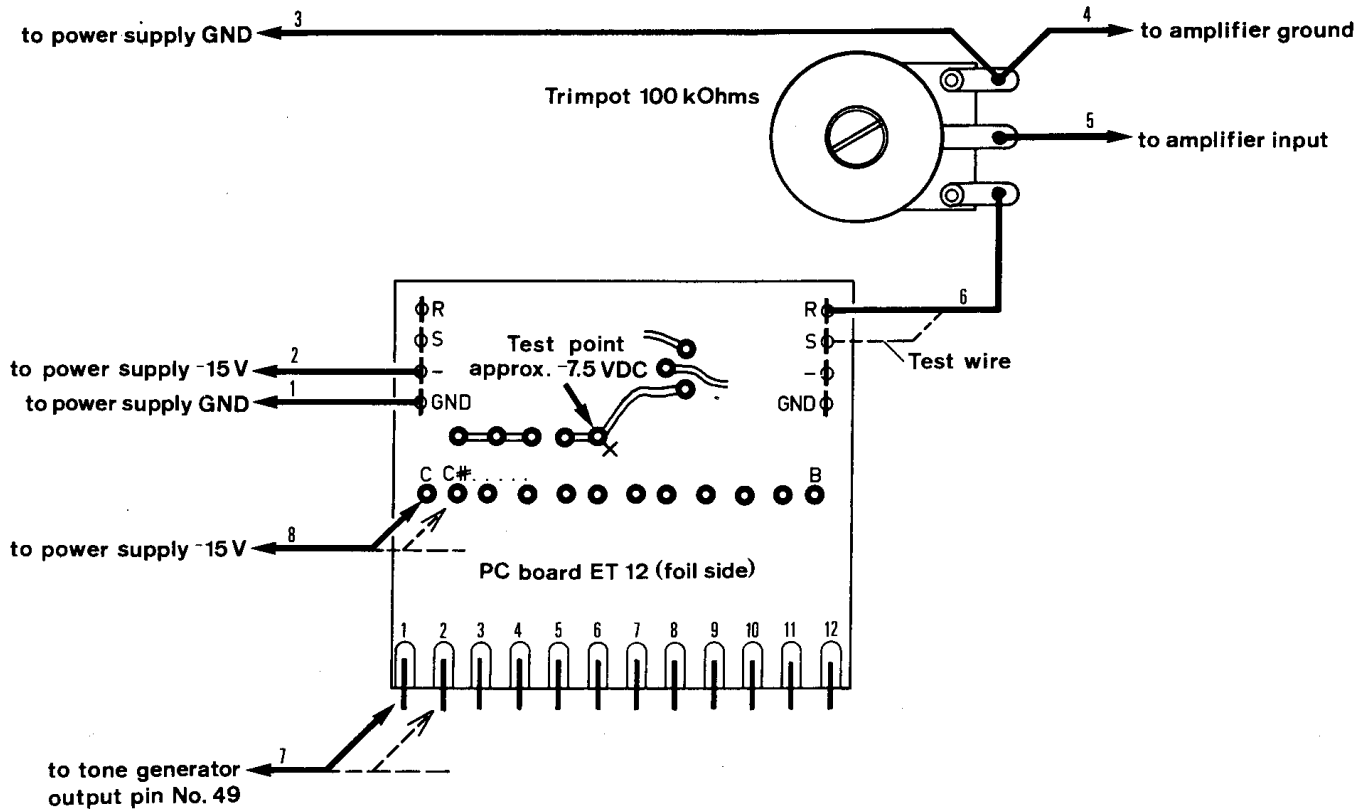 3
to power supply GND
4
to amplifier ground
Trimpot 100 kOhms
5
to amplifier input
R
S
-
GND
Test point
approx. -7.5 VDC
R
S
-
GND
6
Test wire
2
to power supply -15 V
1
to power supply GND
C C#.....
B
8
to power supply -15 V
PC board ET 12 (foil side)
1 2 3 4 5 6 7 8 9 10 11 12
7
to tone generator
output pin No. 49